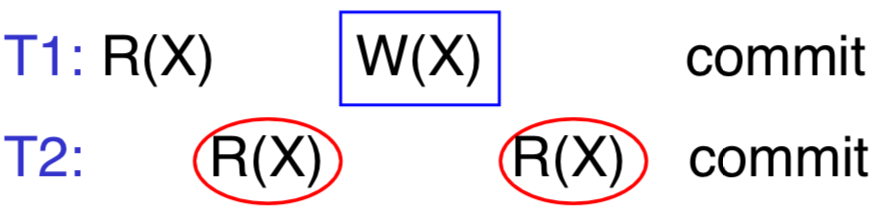 T1: R(X) W(X) commit
T2: R(X) R(X) commit